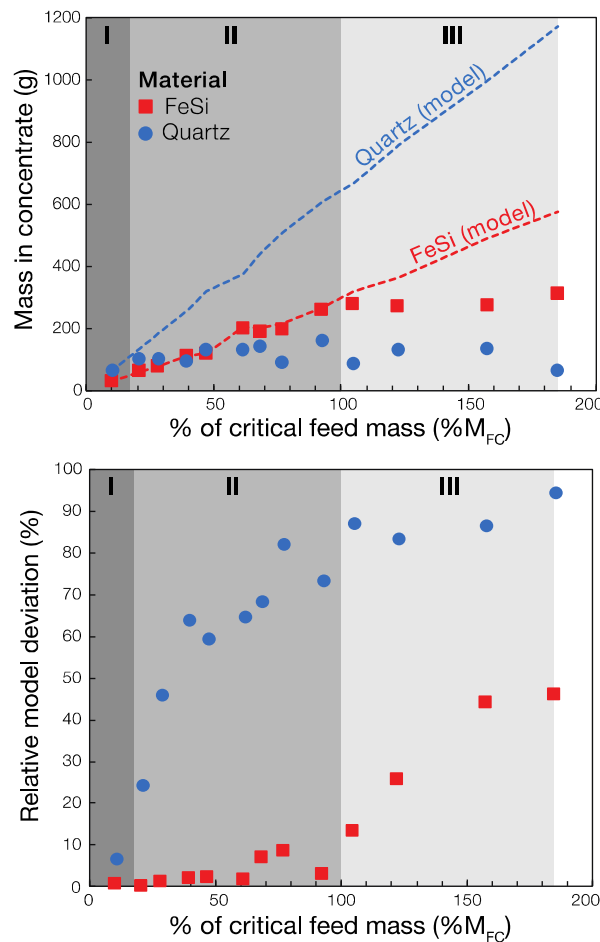 I II III
Material
FeSi
Quartz
Quartz (model)
FeSi (model)
1200
1000
800
600
400
200
0
Mass in concentrate (g)
0 50 100 150 200
% of critical feed mass (%M_FC)
I II III
100
90
80
70
60
50
40
30
20
10
0
Relative model deviation (%)
0 50 100 150 200
% of critical feed mass (%M_FC)